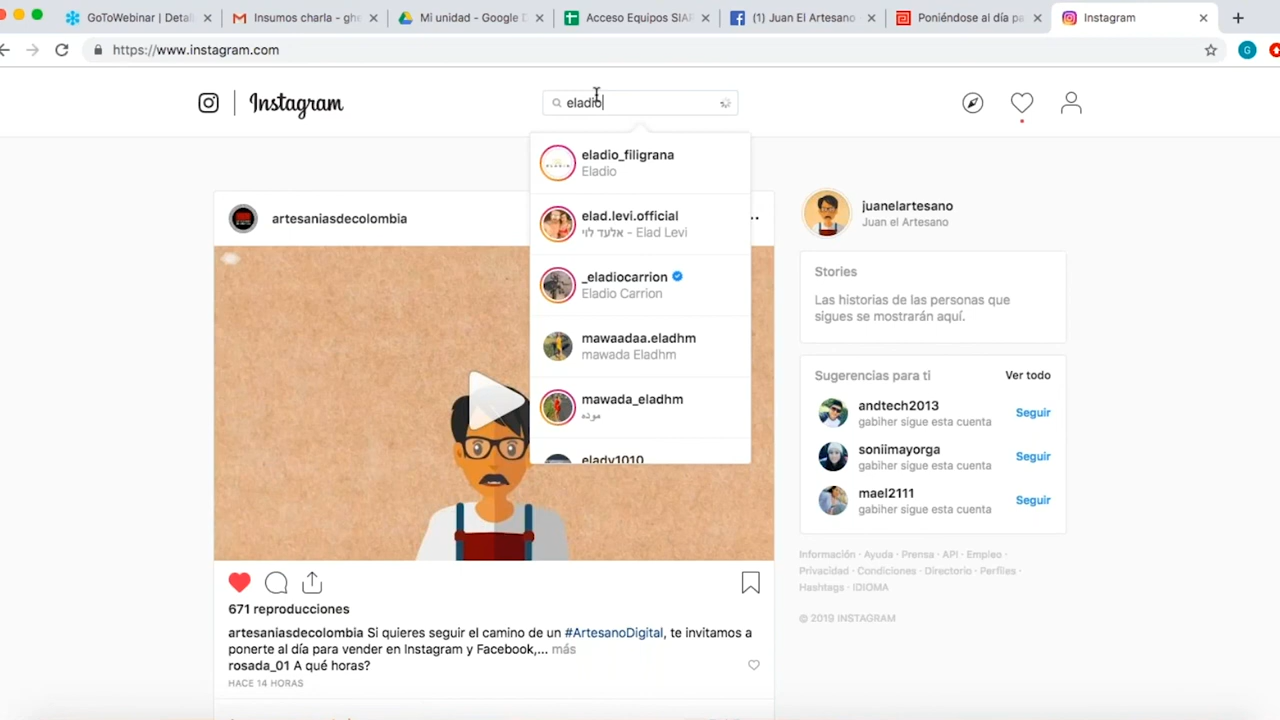 GoToWebinar | Detal
Insumos charla - ghe
Mi unidad - Google D
Acceso Equipos SIAR
(1) Juan El Artesano
Poniéndose al día pa
Instagram
https://www.instagram.com
G
Instagram
eladio
eladio_filigrana
Eladio
elad.levi.official
אלעד לוי - Elad Levi
_eladiocarrion
Eladio Carrion
mawaadaa.eladhm
mawada Eladhm
mawada_eladhm
موده
elady1010
artesaniasdecolombia
671 reproducciones
artesaniasdecolombia Si quieres seguir el camino de un #ArtesanoDigital, te invitamos a
ponerte al día para vender en Instagram y Facebook,... más
rosada_01 A qué horas?
HACE 14 HORAS
juanelartesano
Juan el Artesano
Stories
Las historias de las personas que
sigues se mostrarán aquí.
Sugerencias para ti
Ver todo
andtech2013
gabiher sigue esta cuenta
Seguir
soniimayorga
gabiher sigue esta cuenta
Seguir
mael2111
gabiher sigue esta cuenta
Seguir
Información · Ayuda · Prensa · API · Empleo ·
Privacidad · Condiciones · Directorio · Perfiles ·
Hashtags · IDIOMA
© 2019 INSTAGRAM